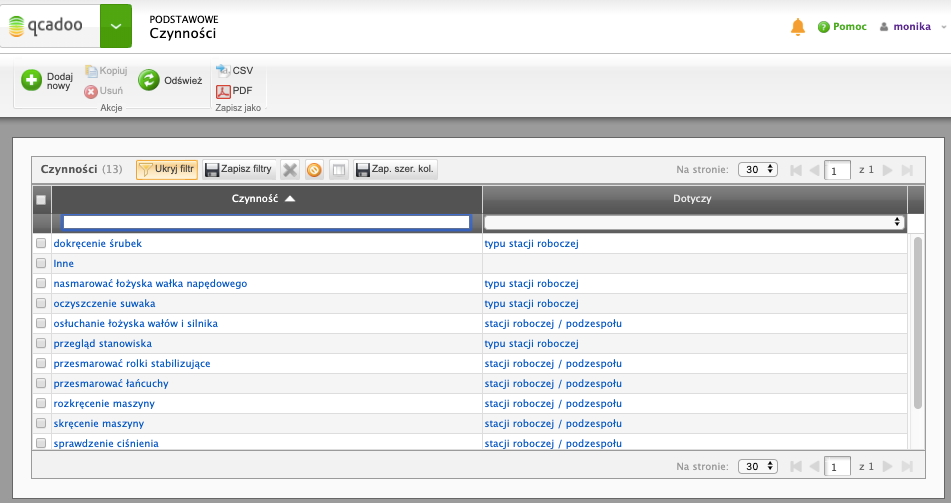 qcadoo
PODSTAWOWE
Czynności
Pomoc
monika
Dodaj nowy
Kopiuj
Usuń
Akcje
Odśwież
CSV
PDF
Zapisz jako
Czynności (13)
Ukryj filtr
Zapisz filtry
Zap. szer. kol.
Na stronie: 30
1 z 1
Czynność
Dotyczy
dokręcenie śrubek typu stacji roboczej
Inne
nasmarować łożyska wałka napędowego typu stacji roboczej
oczyszczenie suwaka typu stacji roboczej
osłuchanie łożyska wałów i silnika stacji roboczej / podzespołu
przegląd stanowiska typu stacji roboczej
przesmarować rolki stabilizujące stacji roboczej / podzespołu
przesmarować łańcuchy stacji roboczej / podzespołu
rozkręcenie maszyny stacji roboczej / podzespołu
skręcenie maszyny stacji roboczej / podzespołu
sprawdzenie ciśnienia stacji roboczej / podzespołu
Na stronie: 30
1 z 1